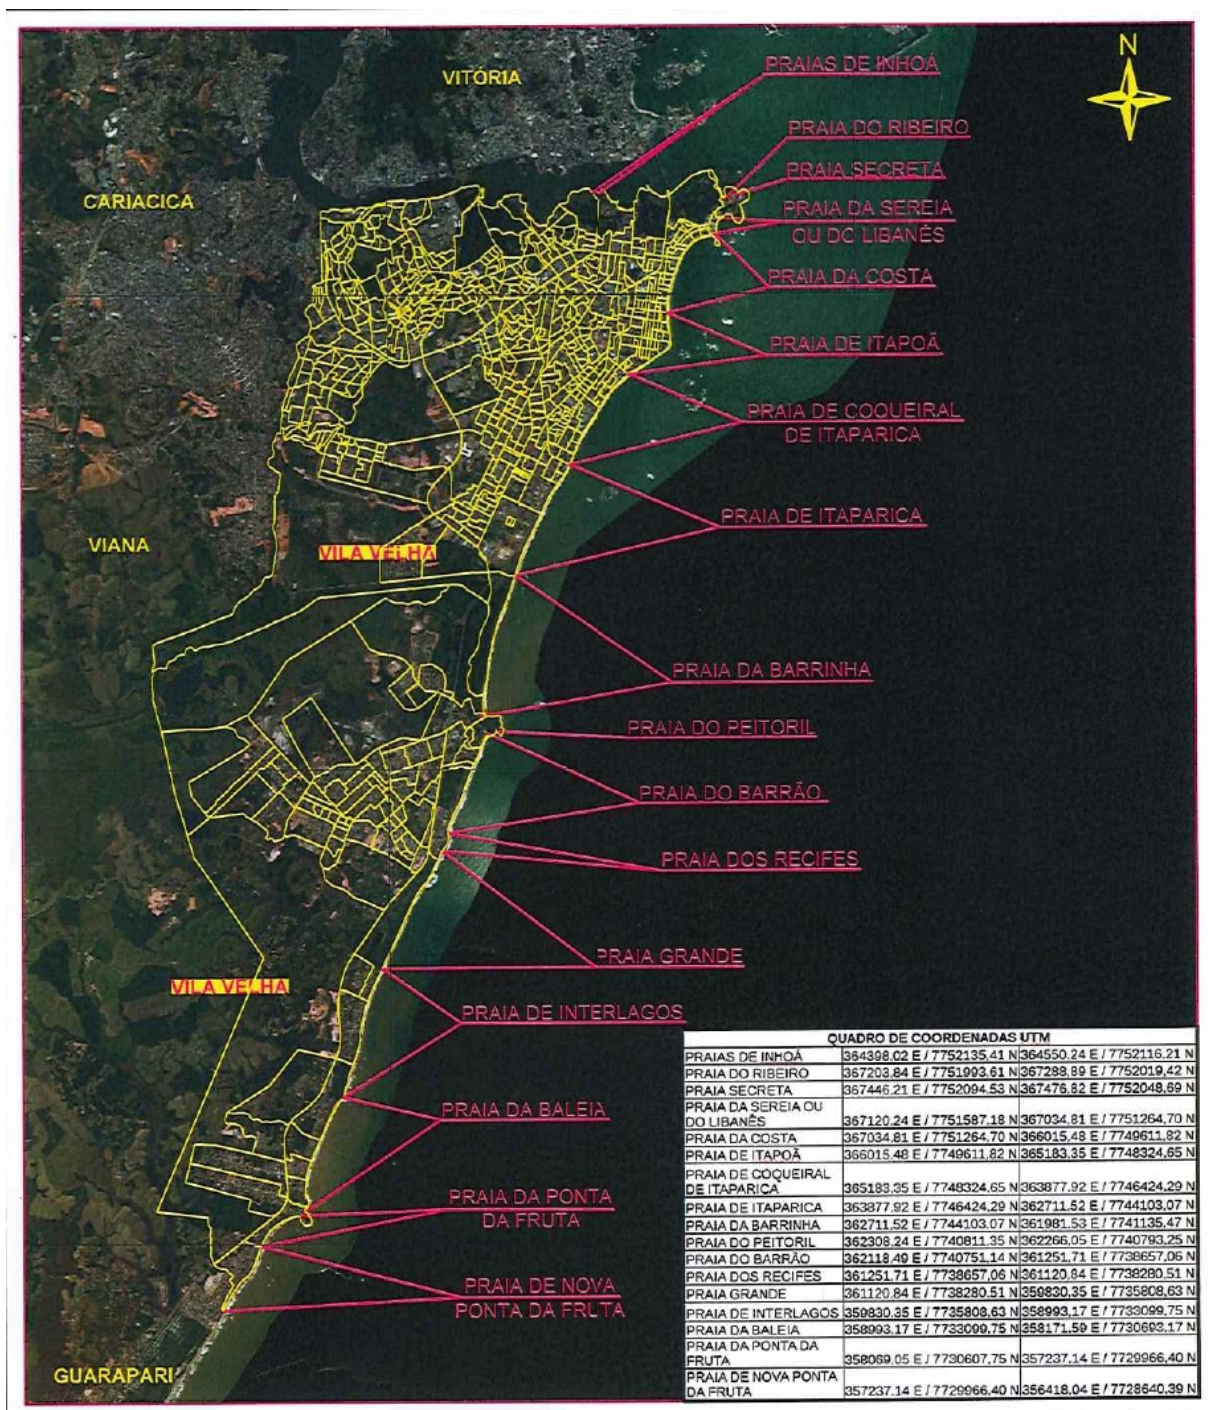 VITÓRIA
N
PRAIAS DE INHOÁ
PRAIA DO RIBEIRO
PRAIA SECRETA
CARIACICA
PRAIA DA SEREIA
OU DO LIBANÊS
PRAIA DA COSTA
PRAIA DE ITAPOÃ
PRAIA DE COQUEIRAL
DE ITAPARICA
PRAIA DE ITAPARICA
VIANA
VILA VELHA
PRAIA DA BARRINHA
PRAIA DO PEITORIL
PRAIA DO BARRÃO
PRAIA DOS RECIFES
PRAIA GRANDE
VILA VELHA
PRAIA DE INTERLAGOS
PRAIA DA BALEIA
PRAIA DA PONTA
DA FRUTA
PRAIA DE NOVA
PONTA DA FRUTA
GUARAPARI
QUADRO DE COORDENADAS UTM
PRAIAS DE INHOÁ 364398.02 E / 7752135,41 N 364550.24 E / 7752116.21 N
PRAIA DO RIBEIRO 367203.84 E / 7751993.61 N 367288.89 E / 7752019,42 N
PRAIA SECRETA 367446.21 E / 7752094.53 N 367476.82 E / 7752048,69 N
PRAIA DA SEREIA OU
DO LIBANÊS 367120.24 E / 7751587.18 N 367034.81 E / 7751264,70 N
PRAIA DA COSTA 367034.81 E / 7751264.70 N 366015.48 E / 7749611,82 N
PRAIA DE ITAPOÃ 366015.48 E / 7749611,82 N 365183.35 E / 7748324,65 N
PRAIA DE COQUEIRAL
DE ITAPARICA 365183,35 E / 7748324,65 N 363877.92 E / 7746424.29 N
PRAIA DE ITAPARICA 363877.92 E / 7746424.29 N 362711.52 E / 7744103,07 N
PRAIA DA BARRINHA 362711,52 E / 7744103.07 N 361981.53 E / 7741135,47 N
PRAIA DO PEITORIL 362308.24 E / 7740811,35 N 362266,05 E / 7740793,25 N
PRAIA DO BARRÃO 362118.49 E / 7740751,14 N 361251,71 E / 7738657,06 N
PRAIA DOS RECIFES 361251,71 E / 7738657,06 N 361120,84 E / 7738280,51 N
PRAIA GRANDE 361120,84 E / 7738280.51 N 359830,35 E / 7735808,63 N
PRAIA DE INTERLAGOS 359830,35 E / 7735808,63 N 358993,17 E / 7733099,75 N
PRAIA DA BALEIA 358993,17 E / 7733099,75 N 358171.59 E / 7730693,17 N
PRAIA DA PONTA DA
FRUTA 358069,05 E / 7730607,75 N 357237,14 E / 7729966,40 N
PRAIA DE NOVA PONTA
DA FRUTA 357237.14 E / 7729966,40 N 356418.04 E / 7728640.39 N